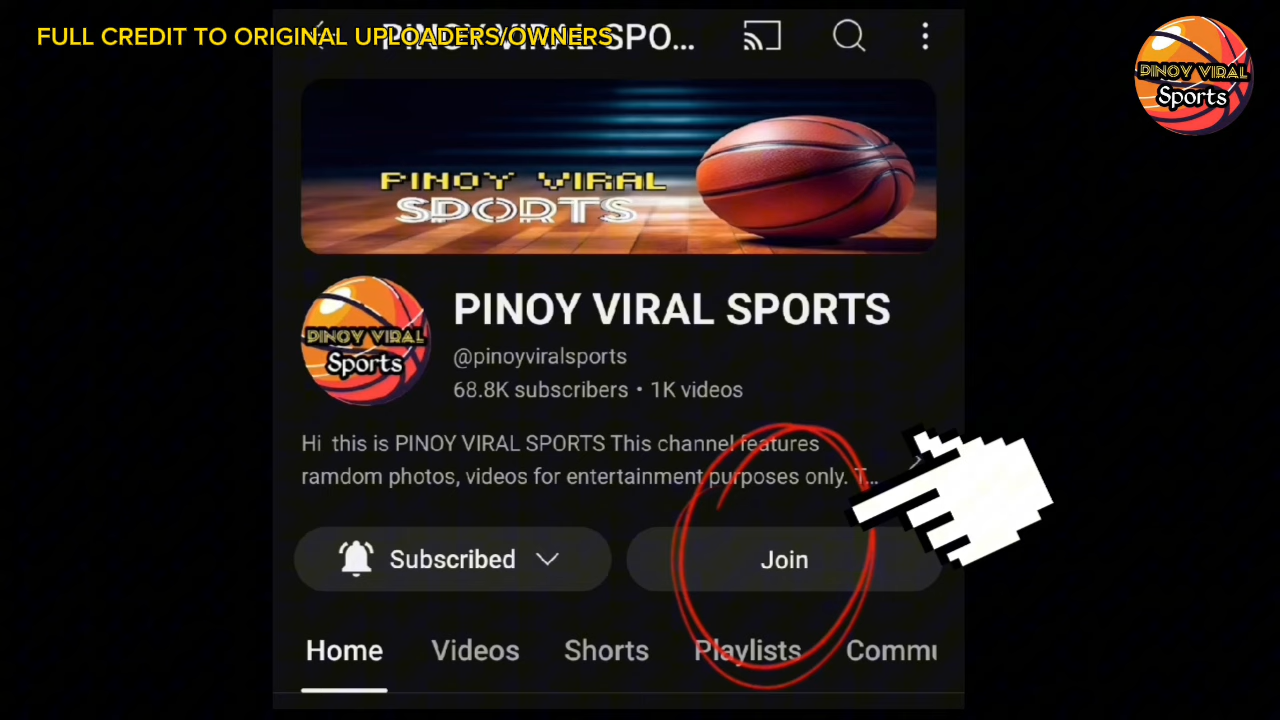 FULL CREDIT TO ORIGINAL UPLOADERS/OWNERS
PINOY VIRAL SPO...
PINOY VIRAL
Sports
PINOY VIRAL
SPORTS
PINOY VIRAL
Sports
PINOY VIRAL SPORTS
@pinoyviralsports
68.8K subscribers • 1K videos
Hi this is PINOY VIRAL SPORTS This channel features
ramdom photos, videos for entertainment purposes only. T...
Subscribed
Join
Home Videos Shorts Playlists Commu